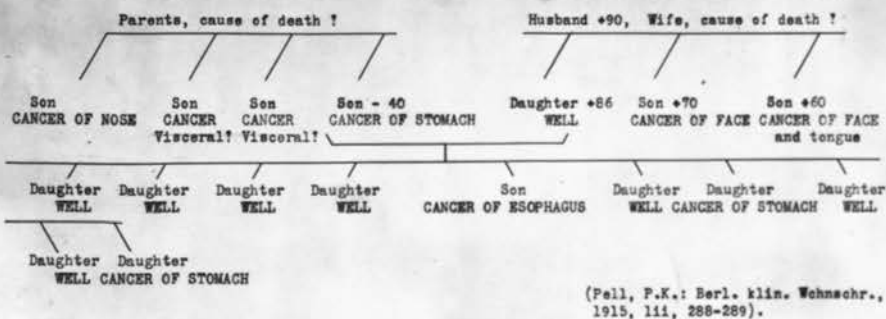 Parents, cause of death ? Husband +90, Wife, cause of death ?
Son Son Son Son - 40 Daughter +86 Son +70 Son +60
CANCER OF NOSE CANCER CANCER CANCER OF STOMACH WELL CANCER OF FACE CANCER OF FACE
Visceral? Visceral? and tongue
Daughter Daughter Daughter Daughter Son Daughter Daughter Daughter
WELL WELL WELL WELL CANCER OF ESOPHAGUS WELL CANCER OF STOMACH WELL
Daughter Daughter
WELL CANCER OF STOMACH
(Pell, P.K.: Berl. klin. Wchnschr.,
1915, lii, 288-289).